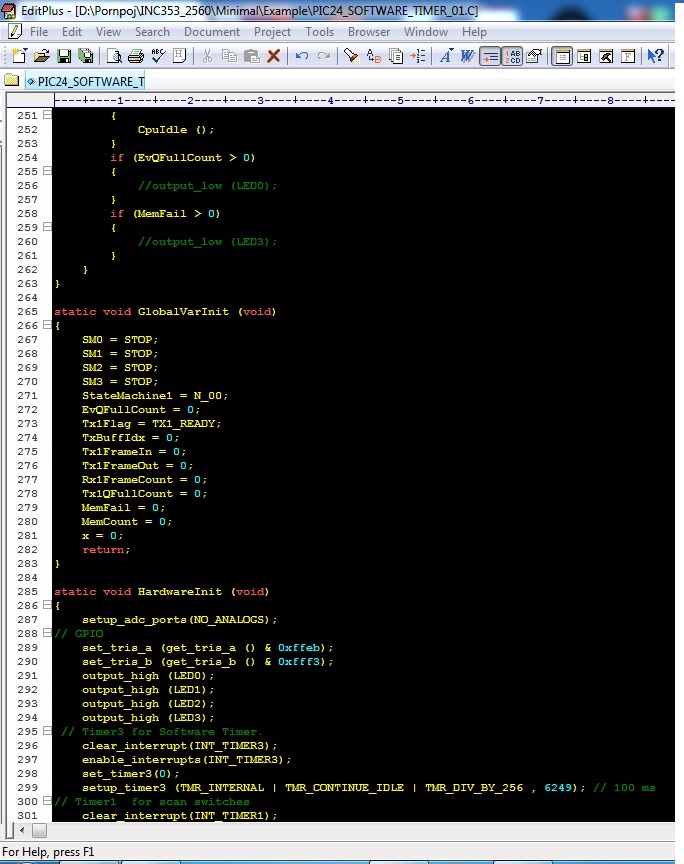 EditPlus - [D:\Pornpoj\INC353_2560\Minimal\Example\PIC24_SOFTWARE_TIMER_01.C]
File Edit View Search Document Project Tools Browser Window Help
PIC24_SOFTWARE_T
----+----1----+----2----+----3----+----4----+----5----+----6----+----7----+----8----+---
251 {
252 CpuIdle ();
253 }
254 if (EvQFullCount > 0)
255 {
256 //output_low (LED0);
257 }
258 if (MemFail > 0)
259 {
260 //output_low (LED3);
261 }
262 }
263 }
264
265 static void GlobalVarInit (void)
266 {
267 SM0 = STOP;
268 SM1 = STOP;
269 SM2 = STOP;
270 SM3 = STOP;
271 StateMachine1 = N_00;
272 EvQFullCount = 0;
273 Tx1Flag = TX1_READY;
274 TxBuffIdx = 0;
275 Tx1FrameIn = 0;
276 Tx1FrameOut = 0;
277 Rx1FrameCount = 0;
278 Tx1QFullCount = 0;
279 MemFail = 0;
280 MemCount = 0;
281 x = 0;
282 return;
283 }
284
285 static void HardwareInit (void)
286 {
287 setup_adc_ports(NO_ANALOGS);
288 // GPIO
289 set_tris_a (get_tris_a () & 0xffeb);
290 set_tris_b (get_tris_b () & 0xfff3);
291 output_high (LED0);
292 output_high (LED1);
293 output_high (LED2);
294 output_high (LED3);
295 // Timer3 for Software Timer.
296 clear_interrupt(INT_TIMER3);
297 enable_interrupts(INT_TIMER3);
298 set_timer3(0);
299 setup_timer3 (TMR_INTERNAL | TMR_CONTINUE_IDLE | TMR_DIV_BY_256 , 6249); // 100 ms
300 // Timer1 for scan switches
301 clear_interrupt(INT_TIMER1);
For Help, press F1